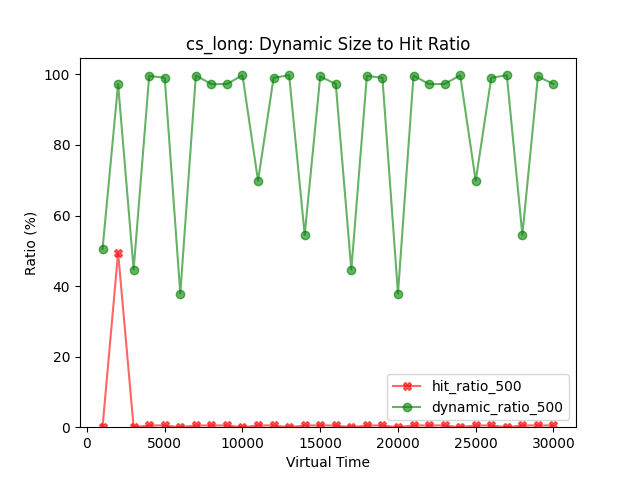 cs_long: Dynamic Size to Hit Ratio
Ratio (%)
100
80
60
40
20
0
hit_ratio_500
dynamic_ratio_500
0 5000 10000 15000 20000 25000 30000
Virtual Time